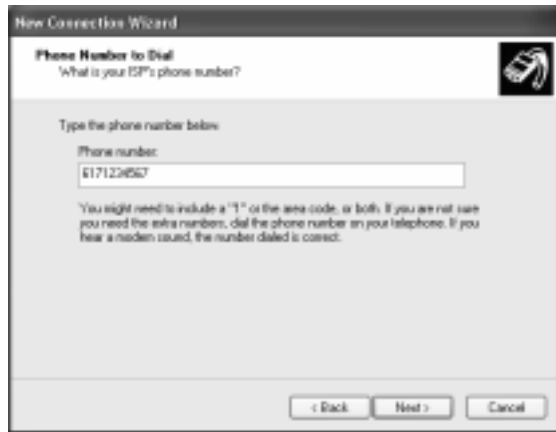 New Connection Wizard
Phone Number to Dial
What is your ISP's phone number?
Type the phone number below.
Phone number:
6171234567
You might need to include a "1" or the area code, or both. If you are not sure
you need the extra numbers, dial the phone number on your telephone. If you
hear a modem sound, the number dialed is correct.
< Back
Next >
Cancel